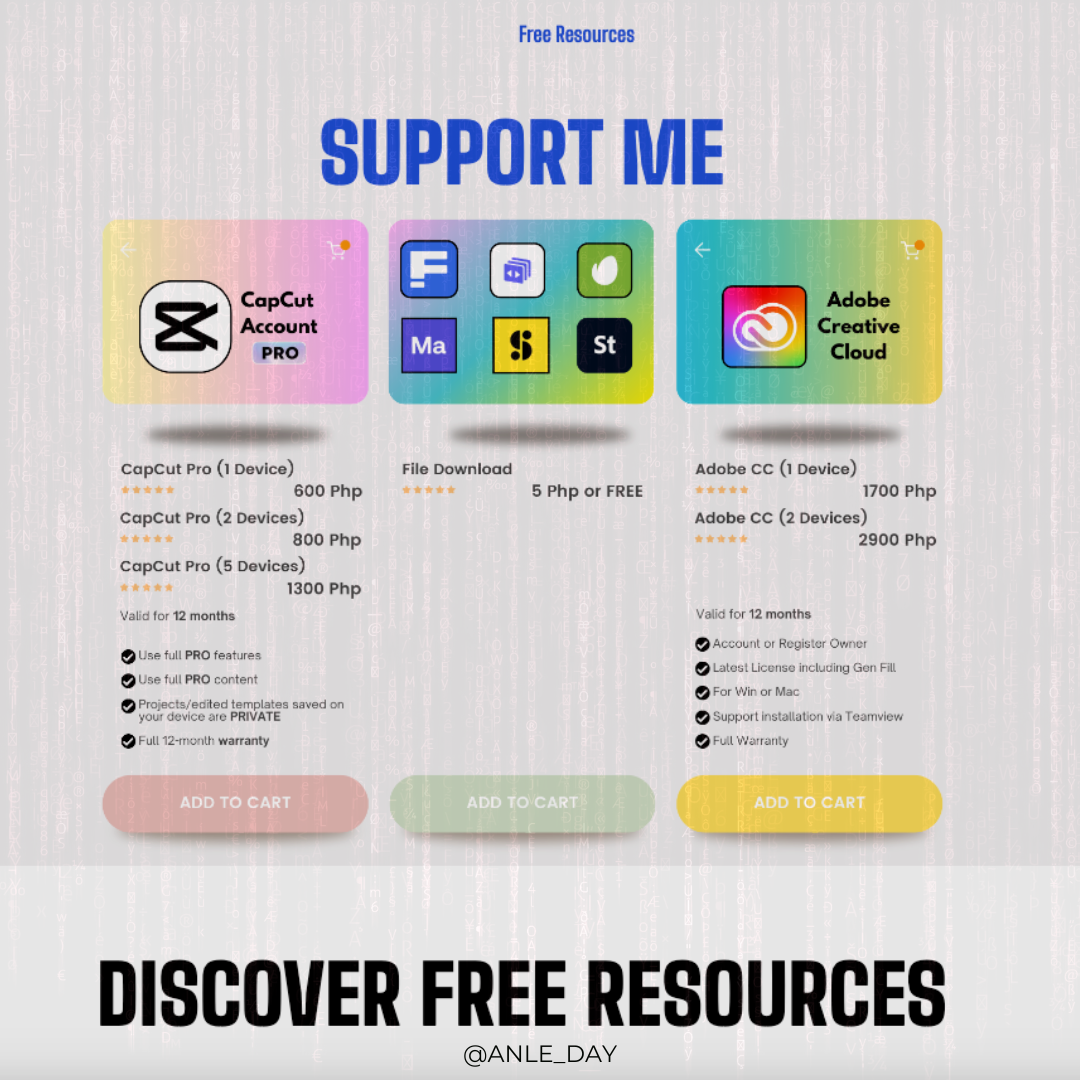 Free Resources
SUPPORT ME
CapCut
Account
PRO
Ma
St
Adobe
Creative
Cloud
CapCut Pro (1 Device)
600 Php
CapCut Pro (2 Devices)
800 Php
CapCut Pro (5 Devices)
1300 Php
Valid for 12 months
Use full PRO features
Use full PRO content
Projects/edited templates saved on
your device are PRIVATE
Full 12-month warranty
ADD TO CART
File Download
5 Php or FREE
ADD TO CART
Adobe CC (1 Device)
1700 Php
Adobe CC (2 Devices)
2900 Php
Valid for 12 months
Account or Register Owner
Latest License including Gen Fill
For Win or Mac
Support installation via Teamview
Full Warranty
ADD TO CART
DISCOVER FREE RESOURCES
@ANLE_DAY